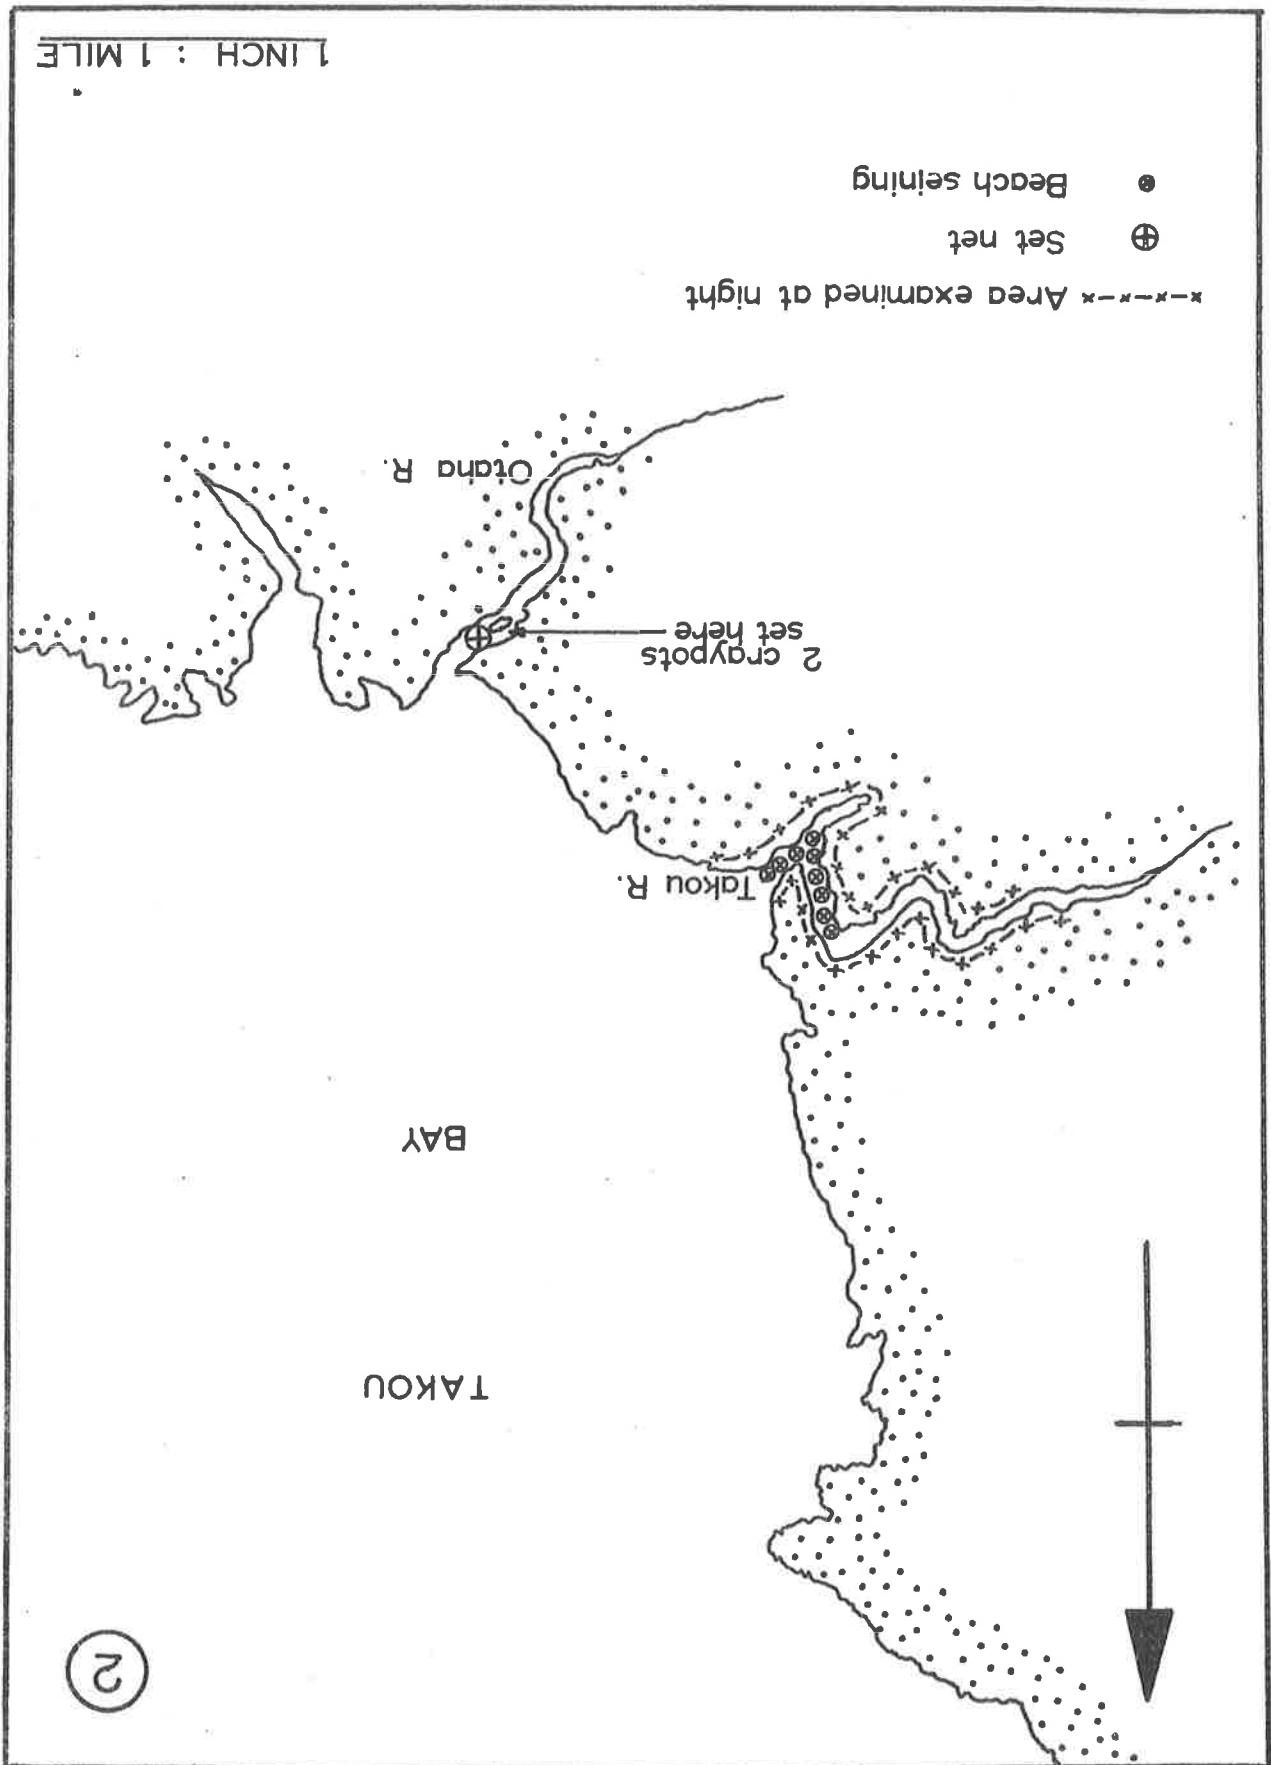 2
TAKOU
BAY
Takou R.
2 craypots
set here
Otaha R.
Area examined at night
Set net
Beach seining
1 INCH : 1 MILE